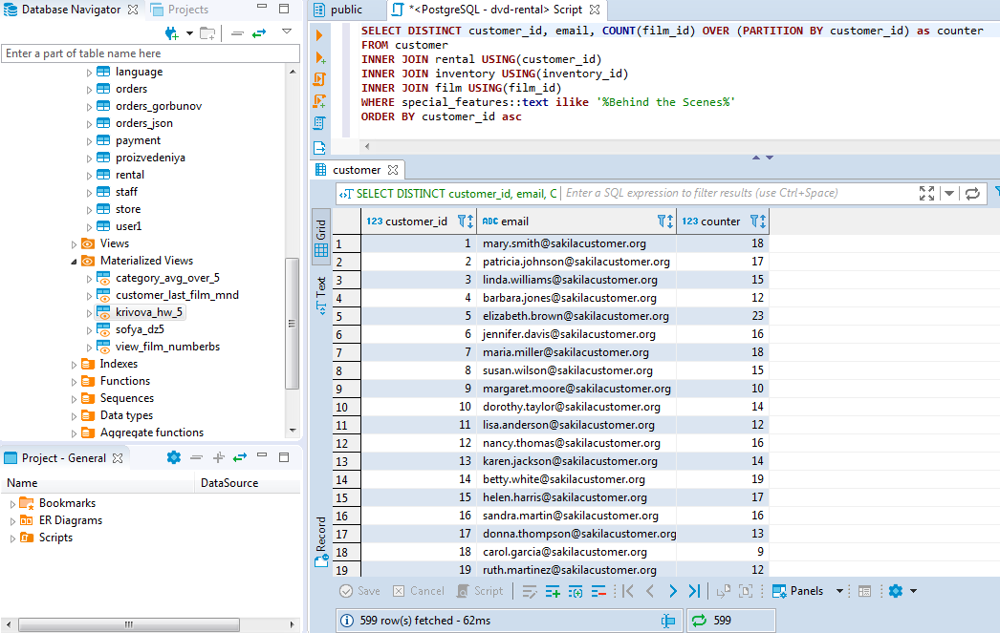 Database Navigator
Projects
Enter a part of table name here
language
orders
orders_gorbunov
orders_json
payment
proizvedeniya
rental
staff
store
user1
Views
Materialized Views
category_avg_over_5
customer_last_film_mnd
krivova_hw_5
sofya_dz5
view_film_numberbs
Indexes
Functions
Sequences
Data types
Aggregate functions
Project - General
Name DataSource
Bookmarks
ER Diagrams
Scripts
public
*<PostgreSQL - dvd-rental> Script
SELECT DISTINCT customer_id, email, COUNT(film_id) OVER (PARTITION BY customer_id) as counter
FROM customer
INNER JOIN rental USING(customer_id)
INNER JOIN inventory USING(inventory_id)
INNER JOIN film USING(film_id)
WHERE special_features::text ilike '%Behind the Scenes%'
ORDER BY customer_id asc
customer
SELECT DISTINCT customer_id, email, C Enter a SQL expression to filter results (use Ctrl+Space)
Grid
Text
Record
123 customer_id ABC email 123 counter
1 1 mary.smith@sakilacustomer.org 18
2 2 patricia.johnson@sakilacustomer.org 17
3 3 linda.williams@sakilacustomer.org 15
4 4 barbara.jones@sakilacustomer.org 12
5 5 elizabeth.brown@sakilacustomer.org 23
6 6 jennifer.davis@sakilacustomer.org 16
7 7 maria.miller@sakilacustomer.org 18
8 8 susan.wilson@sakilacustomer.org 15
9 9 margaret.moore@sakilacustomer.org 10
10 10 dorothy.taylor@sakilacustomer.org 14
11 11 lisa.anderson@sakilacustomer.org 12
12 12 nancy.thomas@sakilacustomer.org 16
13 13 karen.jackson@sakilacustomer.org 14
14 14 betty.white@sakilacustomer.org 19
15 15 helen.harris@sakilacustomer.org 17
16 16 sandra.martin@sakilacustomer.org 16
17 17 donna.thompson@sakilacustomer.org 13
18 18 carol.garcia@sakilacustomer.org 9
19 19 ruth.martinez@sakilacustomer.org 12
Save Cancel Script Panels
599 row(s) fetched - 62ms 599